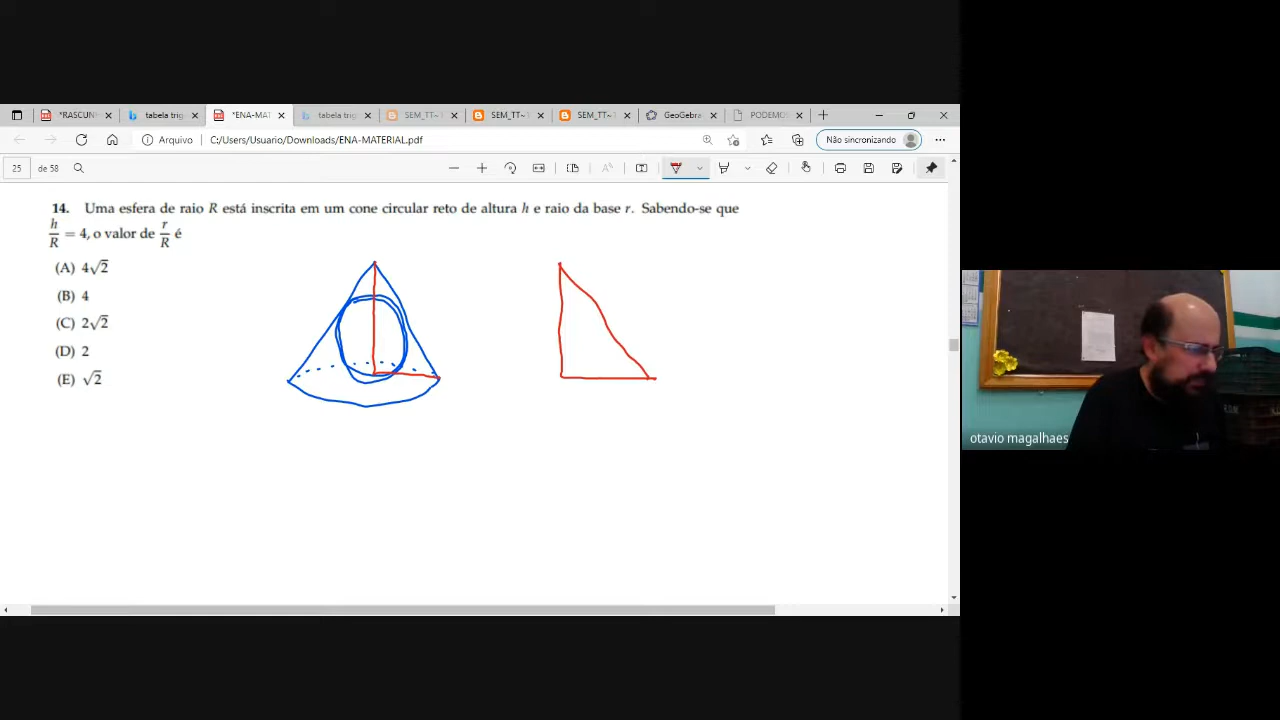 *RASCUN
tabela trig
*ENA-MAT
tabela trig
SEM_TT~
SEM_TT~
SEM_TT~
GeoGebra
PODEMOS
Arquivo
C:/Users/Usuario/Downloads/ENA-MATERIAL.pdf
Não sincronizando
25 de 58
14. Uma esfera de raio R está inscrita em um cone circular reto de altura h e raio da base r. Sabendo-se que
h/R = 4, o valor de r/R é
(A) 4√2
(B) 4
(C) 2√2
(D) 2
(E) √2
otavio magalhaes